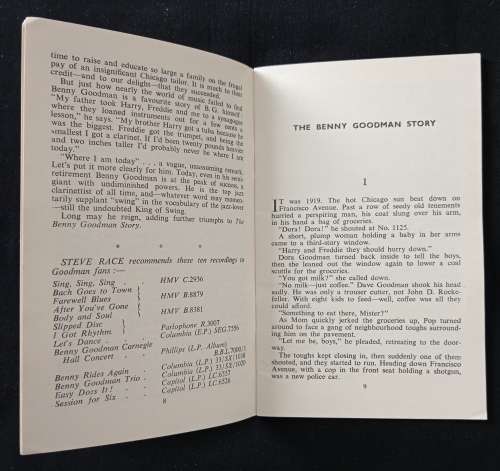 time to raise and educate so large a family on the frugal
pay of an insignificant Chicago tailor. It is much to their
credit—and to our delight—that they succeeded.
But just how nearly the world of music failed to find
Benny Goodman is a favourite story of B.G. himself.
"My father took Harry, Freddie and me to a synagogue
where they loaned instruments out for a few cents a
lesson," he says. "My brother Harry got a tuba because he
was the biggest. Freddie got the trumpet, and being the
smallest I got a clarinet. If I'd been twenty pounds heavier
and two inches taller I'd probably never be where I am
today."
"Where I am today" . . . a vague, unassuming remark.
Let's put it more clearly for him. Today, even in his semi-
retirement Benny Goodman is at the peak of success, a
giant with undiminished powers. He is the top jazz
clarinettist of all time, and—whatever word may momen-
tarily supplant "swing" in the vocabulary of the jazz-kent
—still the undoubted King of Swing.
Long may he reign, adding further triumphs to The
Benny Goodman Story.
* * *
STEVE RACE recommends these ten recordings to
Goodman fans :—
Sing, Sing, Sing HMV C.2936
Bach Goes to Town
Farewell Blues } HMV B.8879
After You've Gone
Body and Soul } HMV B.8381
Slipped Disc
I Got Rhythm } Parlophone R.3007
Let's Dance Columbia (E.P.) SEG.7556
Benny Goodman Carnegie
Hall Concert Phillips (L.P. Album)
B.B.L.7000/1
Benny Rides Again Columbia (L.P.) 33/SX/1038
Benny Goodman Trio Columbia (L.P.) 33/SX/1020
Easy Does It! Capitol (L.P.) LC.6557
Session for Six Capitol (L.P.) LC.6526
8
THE BENNY GOODMAN STORY
I
IT was 1919. The hot Chicago sun beat down on
Francisco Avenue. Past a row of seedy old tenements
hurried a perspiring man, his coat slung over his arm,
in his hand a bag of groceries.
"Dora! Dora!" he shouted at No. 1125.
A short, plump woman holding a baby in her arms
came to a third-story window.
"Harry and Freddie they should hurry down."
Dora Goodman turned back inside to tell the boys,
then she leaned out the window again to lower a coal
scuttle for the groceries.
"You got milk?" she called down.
"No milk—just coffee." Dave Goodman shook his head
sadly. He was only a trouser cutter, not John D. Rocke-
feller. With eight kids to feed—well, coffee was all they
could afford.
"Something to eat there, Mister?"
As Mom quickly jerked the groceries up, Pop turned
around to face a gang of neighbourhood toughs surround-
ing him on the pavement.
"Let me be, boys," he pleaded, retreating to the door-
way.
The toughs kept closing in, then suddenly one of them
shouted, and they started to run. Heading down Francisco
Avenue, with a cop in the front seat holding a shotgun,
was a new police car.
9